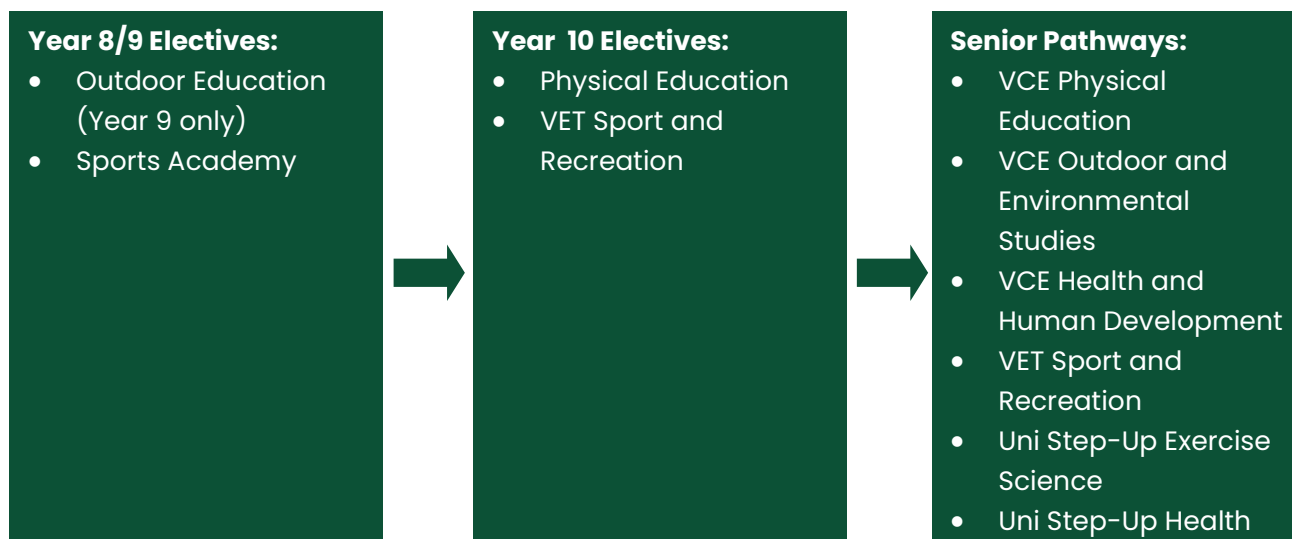 Year 8/9 Electives:
• Outdoor Education
(Year 9 only)
• Sports Academy
Year 10 Electives:
• Physical Education
• VET Sport and
Recreation
Senior Pathways:
• VCE Physical
Education
• VCE Outdoor and
Environmental
Studies
• VCE Health and
Human Development
• VET Sport and
Recreation
• Uni Step-Up Exercise
Science
• Uni Step-Up Health